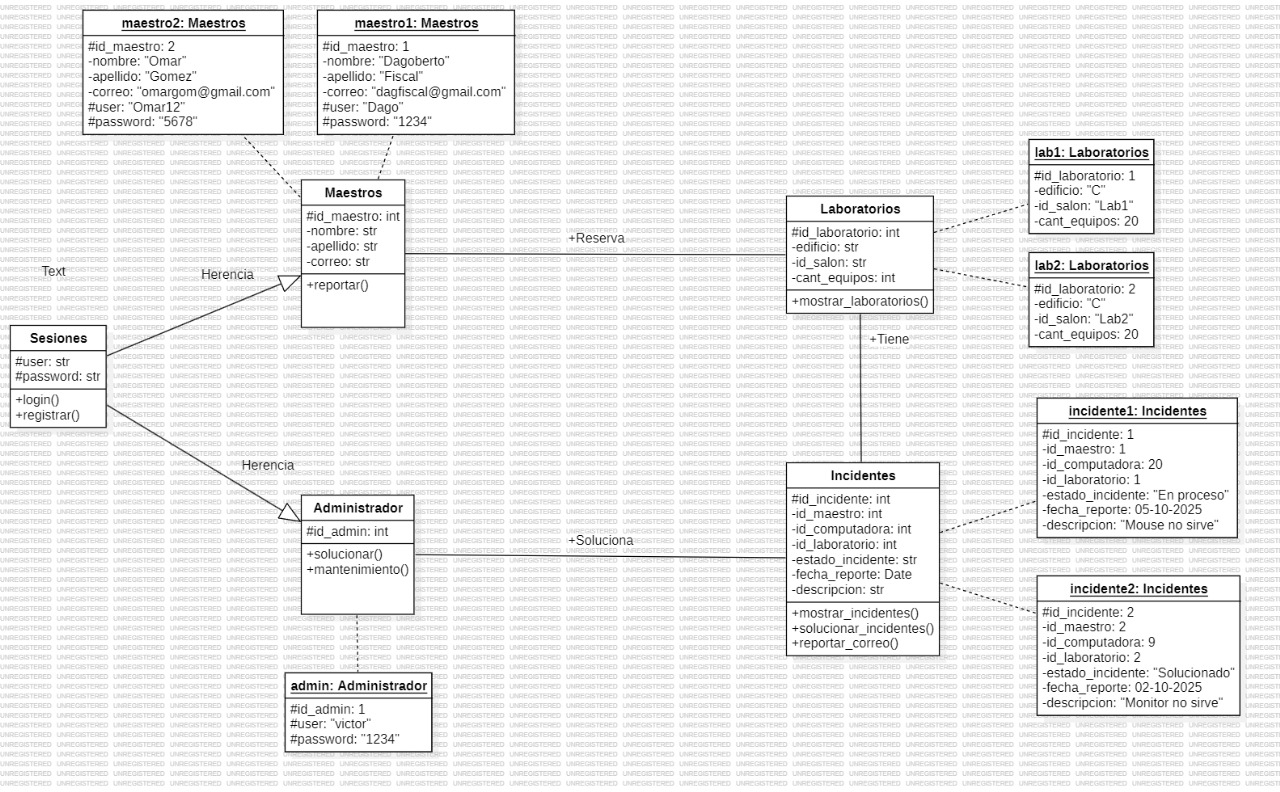 maestro2: Maestros
#id_maestro: 2
-nombre: "Omar"
-apellido: "Gomez"
-correo: "omargom@gmail.com"
#user: "Omar12"
#password: "5678"
maestro1: Maestros
#id_maestro: 1
-nombre: "Dagoberto"
-apellido: "Fiscal"
-correo: "dagfiscal@gmail.com"
#user: "Dago"
#password: "1234"
Maestros
#id_maestro: int
-nombre: str
-apellido: str
-correo: str
+reportar()
+Reserva
Laboratorios
#id_laboratorio: int
-edificio: str
-id_salon: str
-cant_equipos: int
+mostrar_laboratorios()
lab1: Laboratorios
#id_laboratorio: 1
-edificio: "C"
-id_salon: "Lab1"
-cant_equipos: 20
lab2: Laboratorios
#id_laboratorio: 2
-edificio: "C"
-id_salon: "Lab2"
-cant_equipos: 20
Text
Herencia
Sesiones
#user: str
#password: str
+login()
+registrar()
+Tiene
Herencia
Administrador
#id_admin: int
+solucionar()
+mantenimiento()
+Soluciona
Incidentes
#id_incidente: int
-id_maestro: int
-id_computadora: int
-id_laboratorio: int
-estado_incidente: str
-fecha_reporte: Date
-descripcion: str
+mostrar_incidentes()
+solucionar_incidentes()
+reportar_correo()
incidente1: Incidentes
#id_incidente: 1
-id_maestro: 1
-id_computadora: 20
-id_laboratorio: 1
-estado_incidente: "En proceso"
-fecha_reporte: 05-10-2025
-descripcion: "Mouse no sirve"
incidente2: Incidentes
#id_incidente: 2
-id_maestro: 2
-id_computadora: 9
-id_laboratorio: 2
-estado_incidente: "Solucionado"
-fecha_reporte: 02-10-2025
-descripcion: "Monitor no sirve"
admin: Administrador
#id_admin: 1
#user: "victor"
#password: "1234"
UNREGISTERED